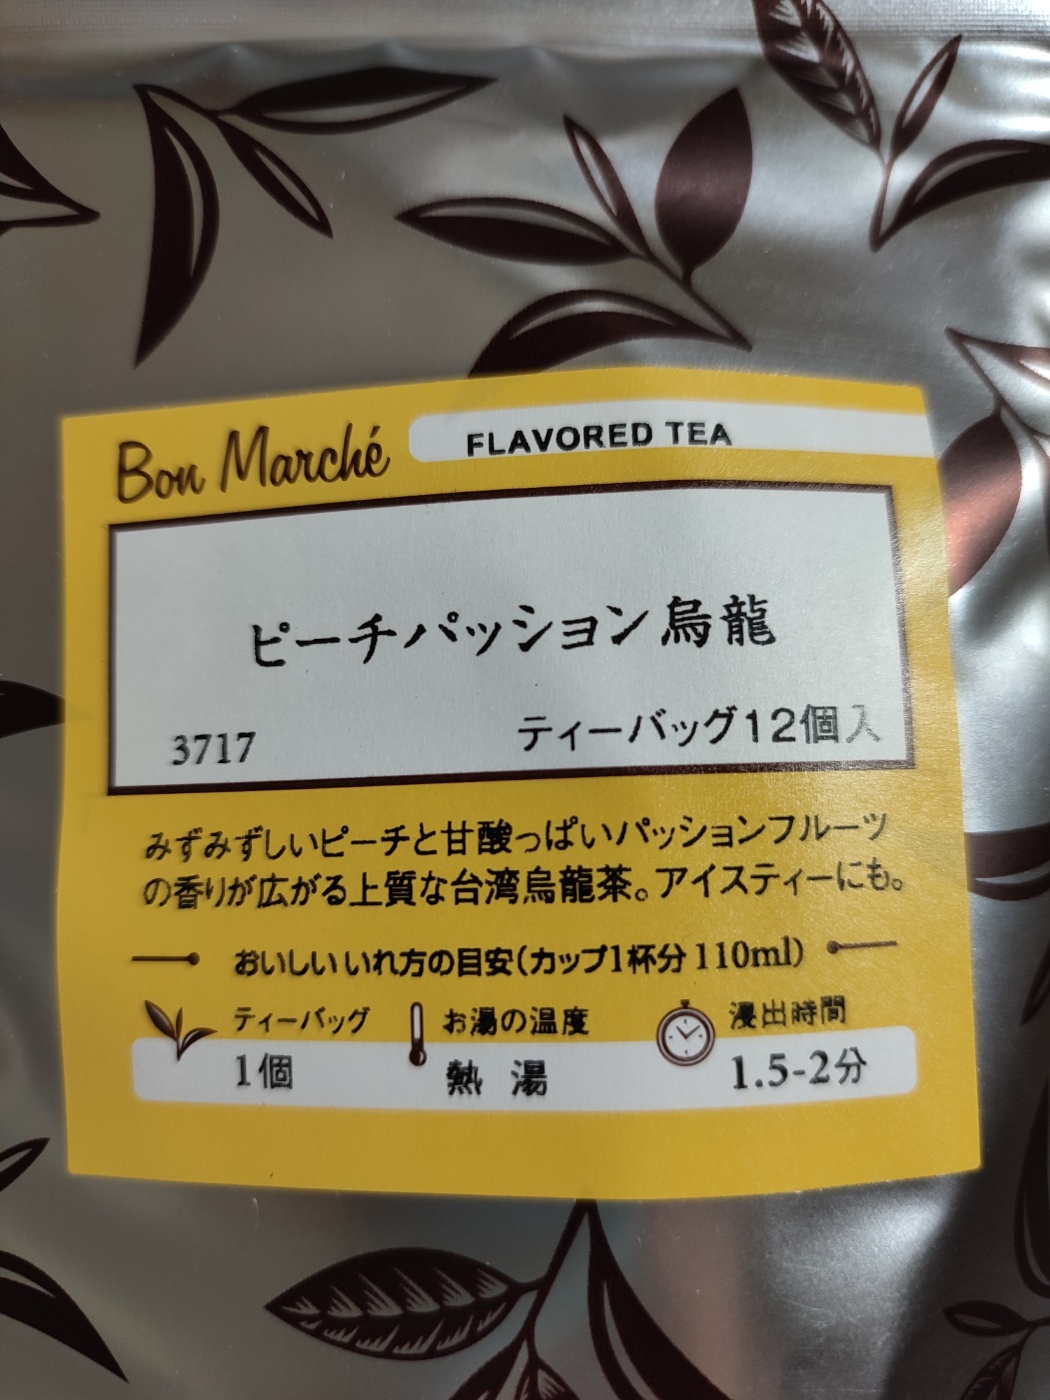 Bon Marché
FLAVORED TEA
ピーチパッション烏龍
3717
ティーバッグ12個入
みずみずしいピーチと甘酸っぱいパッションフルーツ
の香りが広がる上質な台湾烏龍茶。アイスティーにも。
おいしいいれ方の目安(カップ1杯分 110ml)
ティーバッグ
1個
お湯の温度
熱 湯
浸出時間
1.5-2分